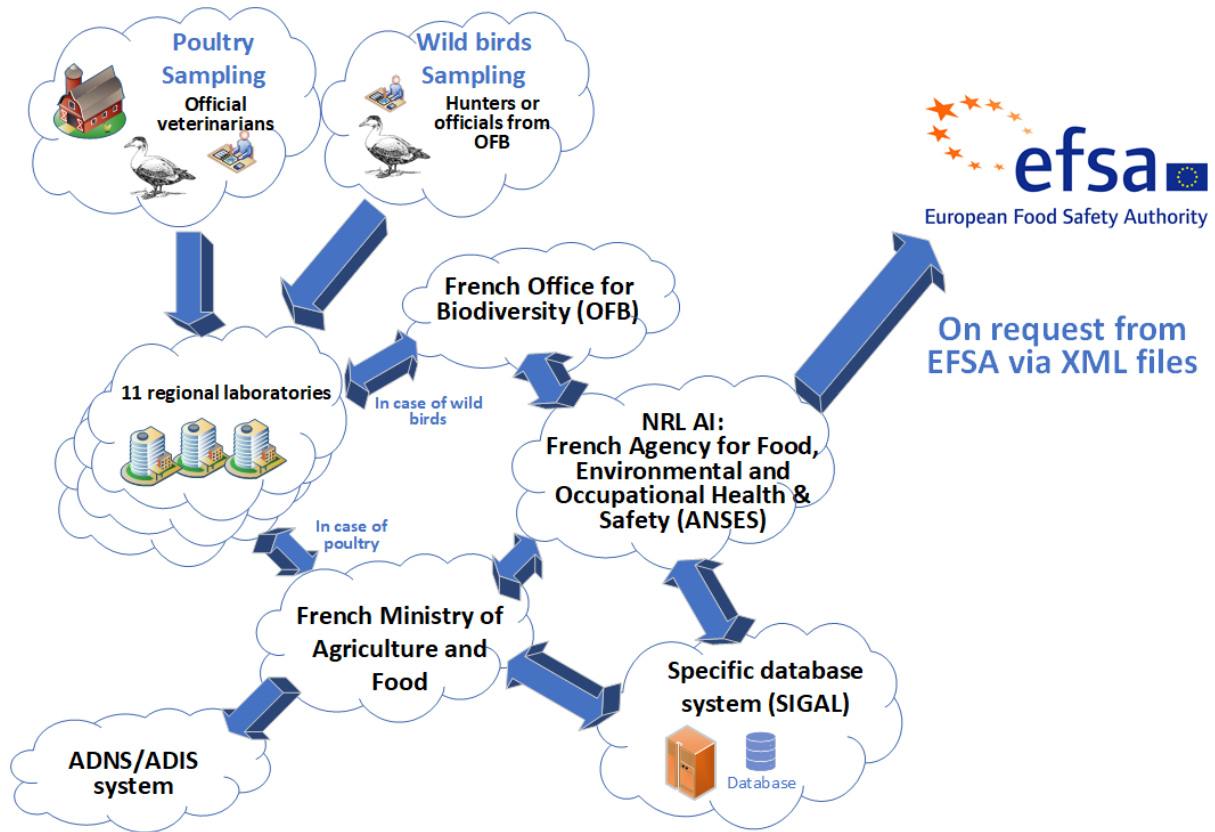 Poultry
Sampling
Official
veterinarians
Wild birds
Sampling
Hunters or
officials from
OFB
efsa
European Food Safety Authority
French Office for
Biodiversity (OFB)
On request from
EFSA via XML files
11 regional laboratories
In case of wild
birds
NRL AI:
French Agency for Food,
Environmental and
Occupational Health &
Safety (ANSES)
In case of
poultry
French Ministry of
Agriculture and
Food
Specific database
system (SIGAL)
Database
ADNS/ADIS
system